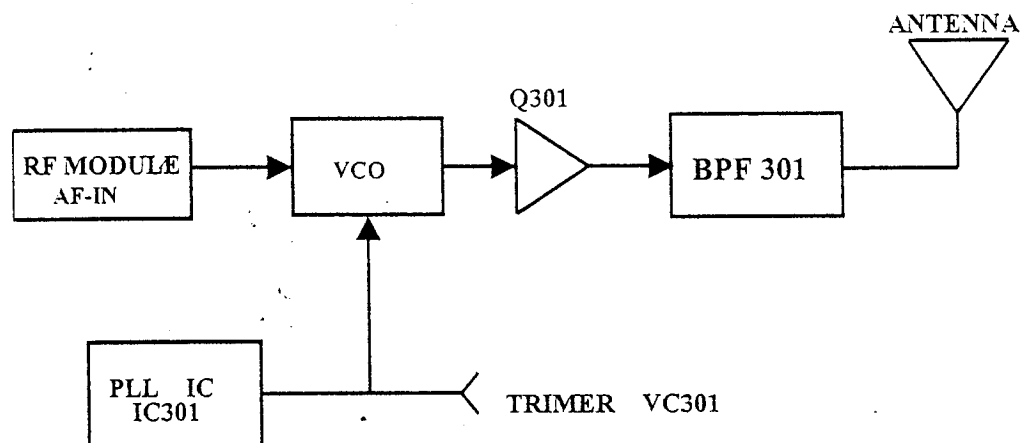 ANTENNA
Q301
RF MODULE
AF-IN
VCO
BPF 301
PLL IC
IC301
TRIMER VC301